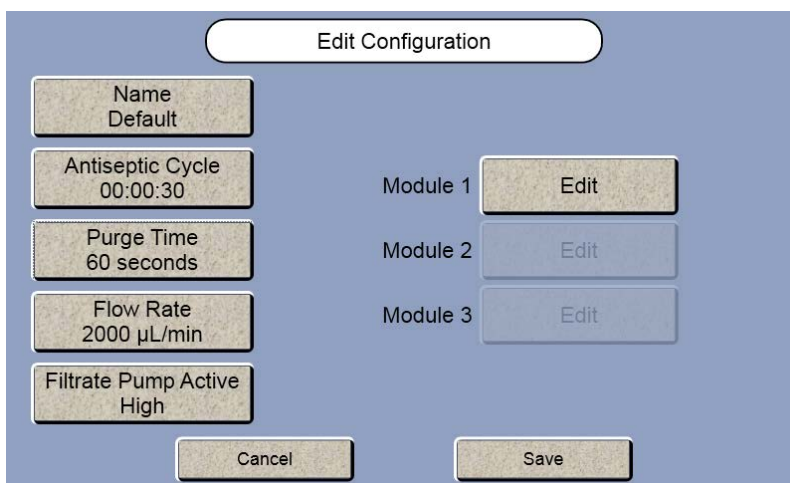 Edit Configuration
Name
Default
Antiseptic Cycle
00:00:30
Purge Time
60 seconds
Flow Rate
2000 µL/min
Filtrate Pump Active
High
Module 1 Edit
Module 2 Edit
Module 3 Edit
Cancel Save